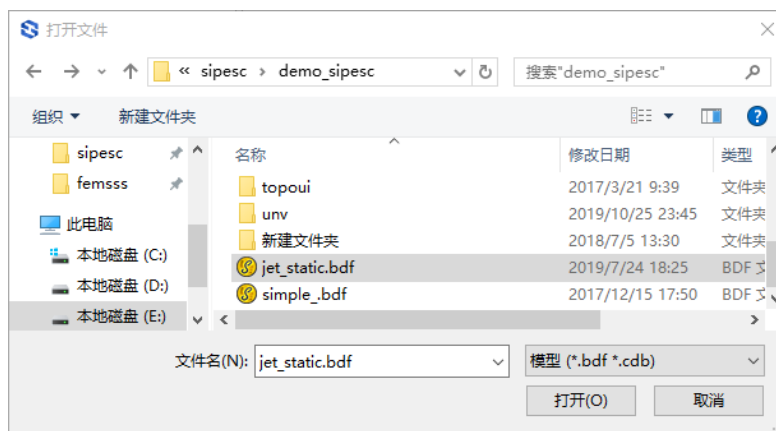 打开文件
« sipesc › demo_sipesc
搜索"demo_sipesc"
组织 新建文件夹
sipesc
femsss
此电脑
本地磁盘 (C:)
本地磁盘 (D:)
本地磁盘 (E:)
名称 修改日期 类型
topoui 2017/3/21 9:39 文件夹
unv 2019/10/25 23:45 文件夹
新建文件夹 2018/7/5 13:30 文件夹
jet_static.bdf 2019/7/24 18:25 BDF 文
simple_.bdf 2017/12/15 17:50 BDF 文
文件名(N): jet_static.bdf 模型 (*.bdf *.cdb)
打开(O) 取消